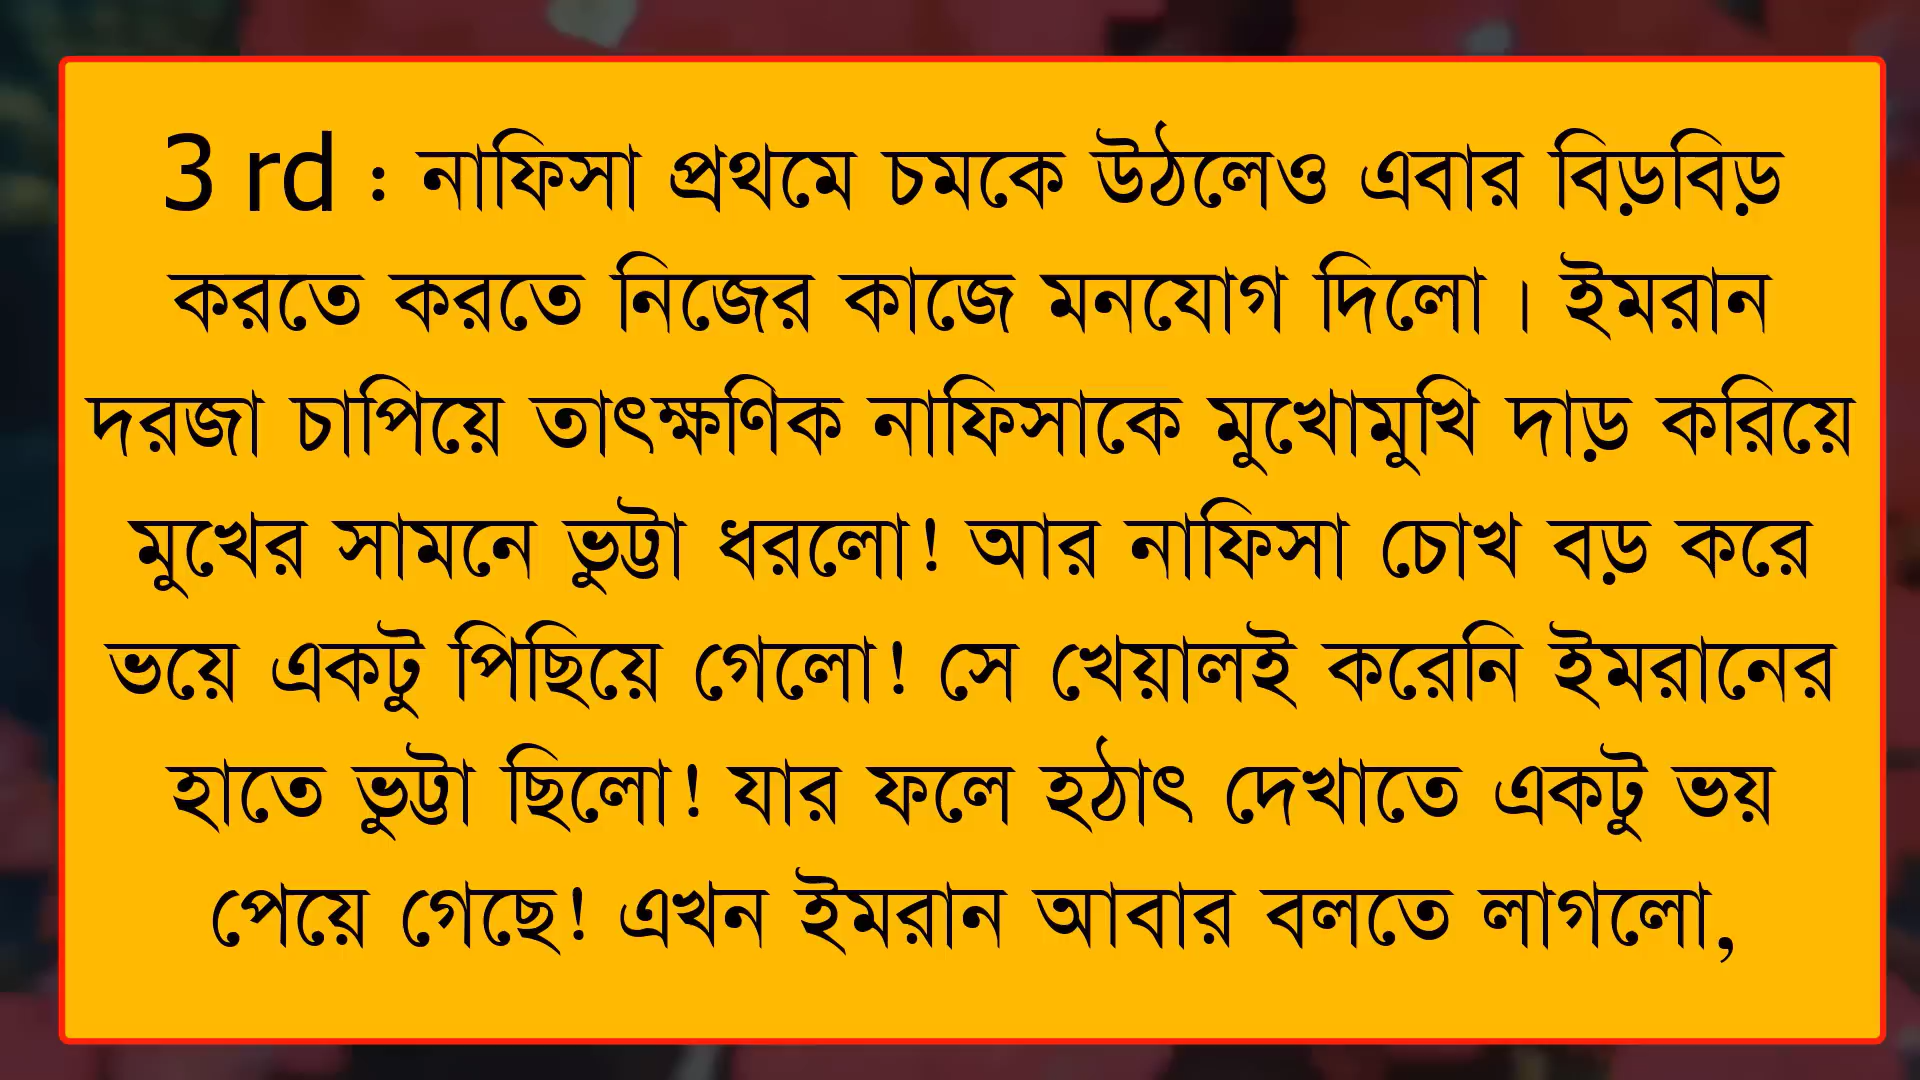 3 rd : নাফিসা প্রথমে চমকে উঠলেও এবার বিড়বিড়
করতে করতে নিজের কাজে মনযোগ দিলো। ইমরান
দরজা চাপিয়ে তাৎক্ষণিক নাফিসাকে মুখোমুখি দাড় করিয়ে
মুখের সামনে ভুট্টা ধরলো! আর নাফিসা চোখ বড় করে
ভয়ে একটু পিছিয়ে গেলো! সে খেয়ালই করেনি ইমরানের
হাতে ভুট্টা ছিলো! যার ফলে হঠাৎ দেখাতে একটু ভয়
পেয়ে গেছে! এখন ইমরান আবার বলতে লাগলো,